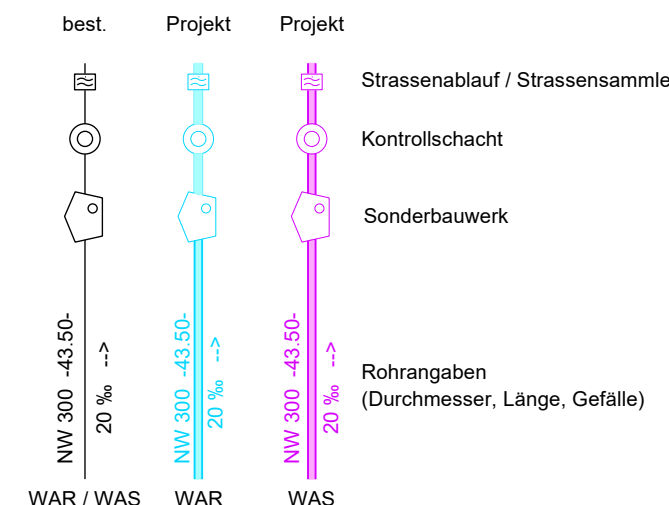 best. Projekt Projekt
Strassenablauf / Strassensammle
Kontrollschacht
Sonderbauwerk
NW 300 -43.50-
20 ‰ -->
NW 300 -43.50-
20 ‰ -->
NW 300 -43.50-
20 ‰ -->
Rohrangaben
(Durchmesser, Länge, Gefälle)
WAR / WAS WAR WAS